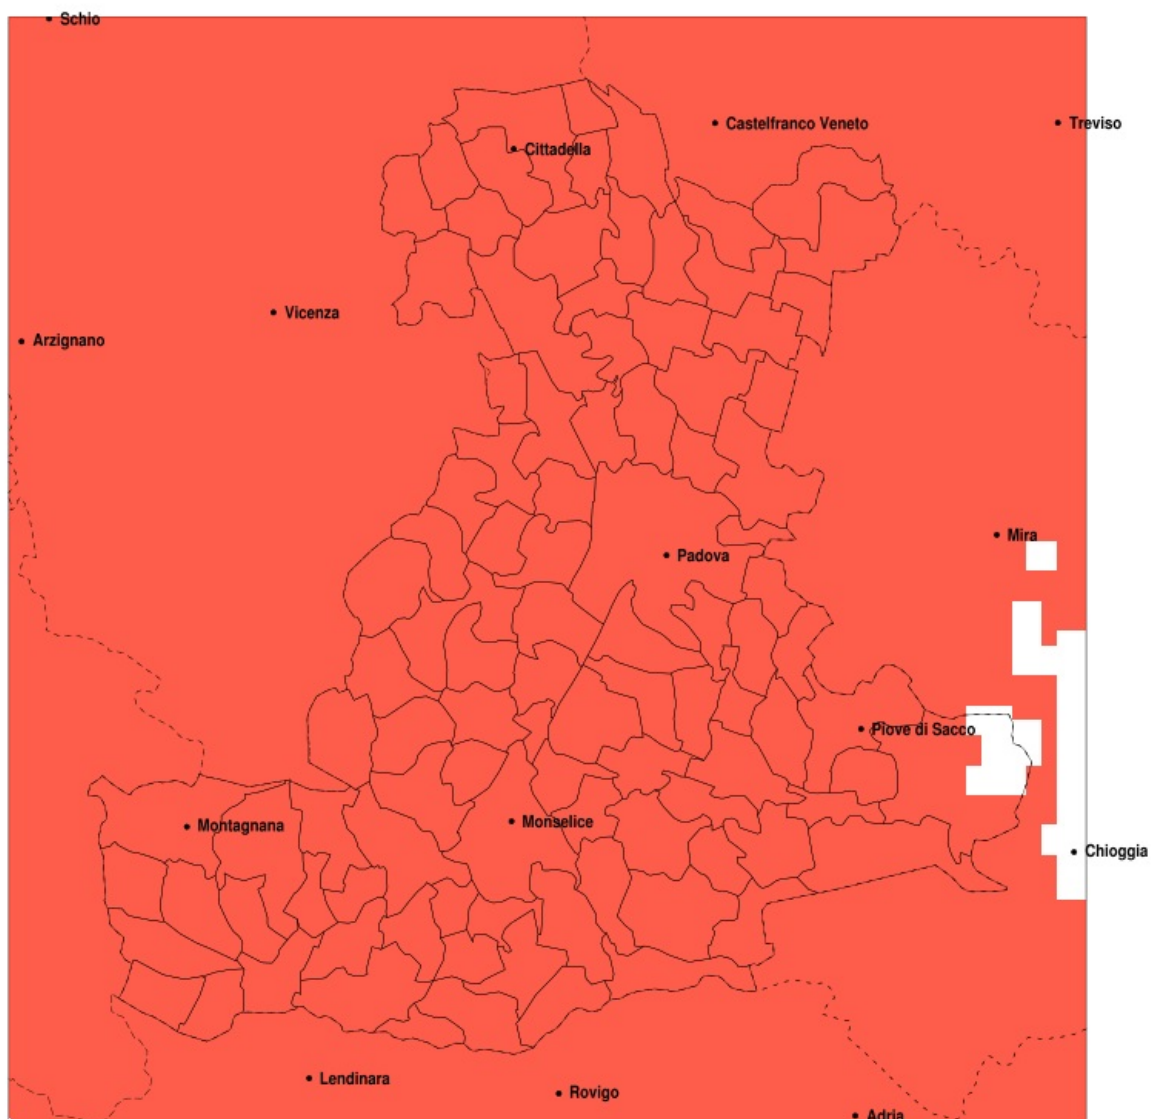 Schio
Castelfranco Veneto
Treviso
Cittadella
Vicenza
Arzignano
Mira
Padova
Piove di Sacco
Monselice
Montagnana
Chioggia
Lendinara
Rovigo
Adria